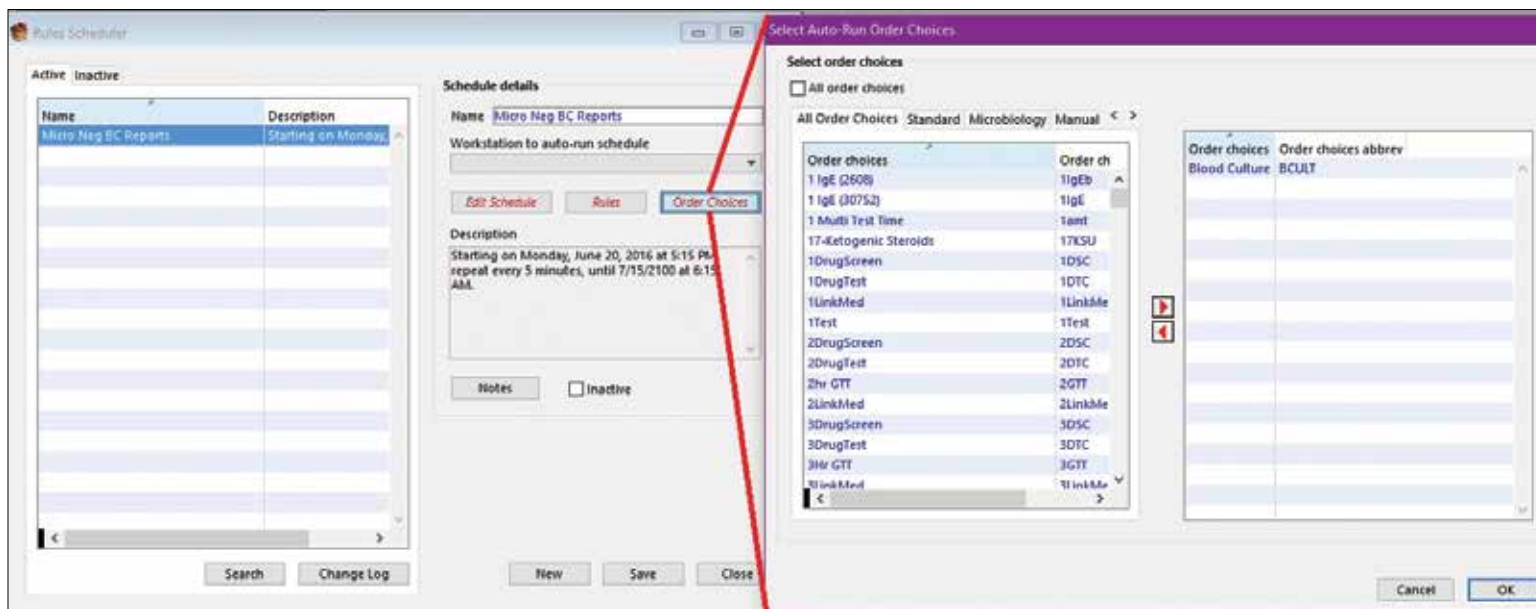 Rules Scheduler
Active Inactive
Name Description
Micro Neg BC Reports Starting on Monday,
Search Change Log
Schedule details
Name Micro Neg BC Reports
Workstation to auto-run schedule
Edit Schedule Rules Order Choices
Description
Starting on Monday, June 20, 2016 at 5:15 PM
repeat every 5 minutes, until 7/15/2100 at 6:15
AM.
Notes Inactive
New Save Close
Select Auto-Run Order Choices
Select order choices
All order choices
All Order Choices Standard Microbiology Manual < >
Order choices Order ch
1 IgE (2608) 1IgEb
1 IgE (30752) 1IgE
1 Multi Test Time 1amt
17-Ketogenic Steroids 17KSU
1DrugScreen 1DSC
1DrugTest 1DTC
1LinkMed 1LinkMe
1Test 1Test
2DrugScreen 2DSC
2DrugTest 2DTC
2hr GTT 2GTT
2LinkMed 2LinkMe
3DrugScreen 3DSC
3DrugTest 3DTC
3Hr GTT 3GTT
3LinkMed 3LinkMe
Order choices Order choices abbrev
Blood Culture BCULT
Cancel OK